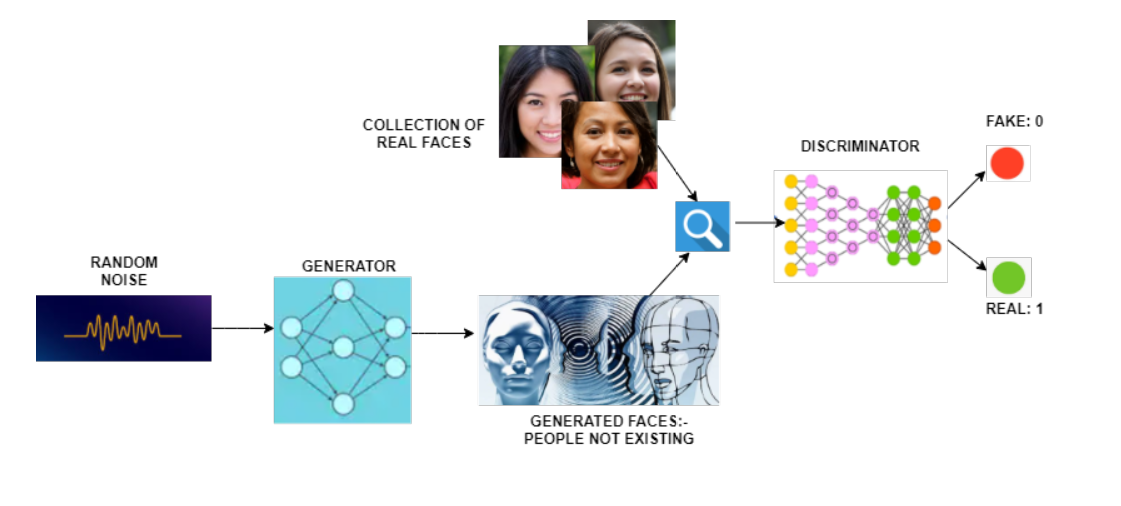 COLLECTION OF
REAL FACES
FAKE: 0
DISCRIMINATOR
RANDOM
NOISE
GENERATOR
REAL: 1
GENERATED FACES:-
PEOPLE NOT EXISTING